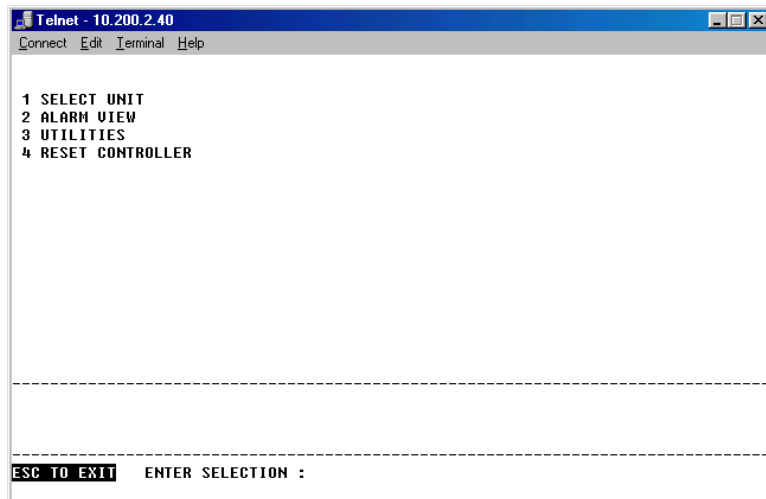 Telnet - 10.200.2.40
Connect Edit Terminal Help
1 SELECT UNIT
2 ALARM VIEW
3 UTILITIES
4 RESET CONTROLLER
--------------------------------------------------------------------------------
--------------------------------------------------------------------------------
ESC TO EXIT ENTER SELECTION :